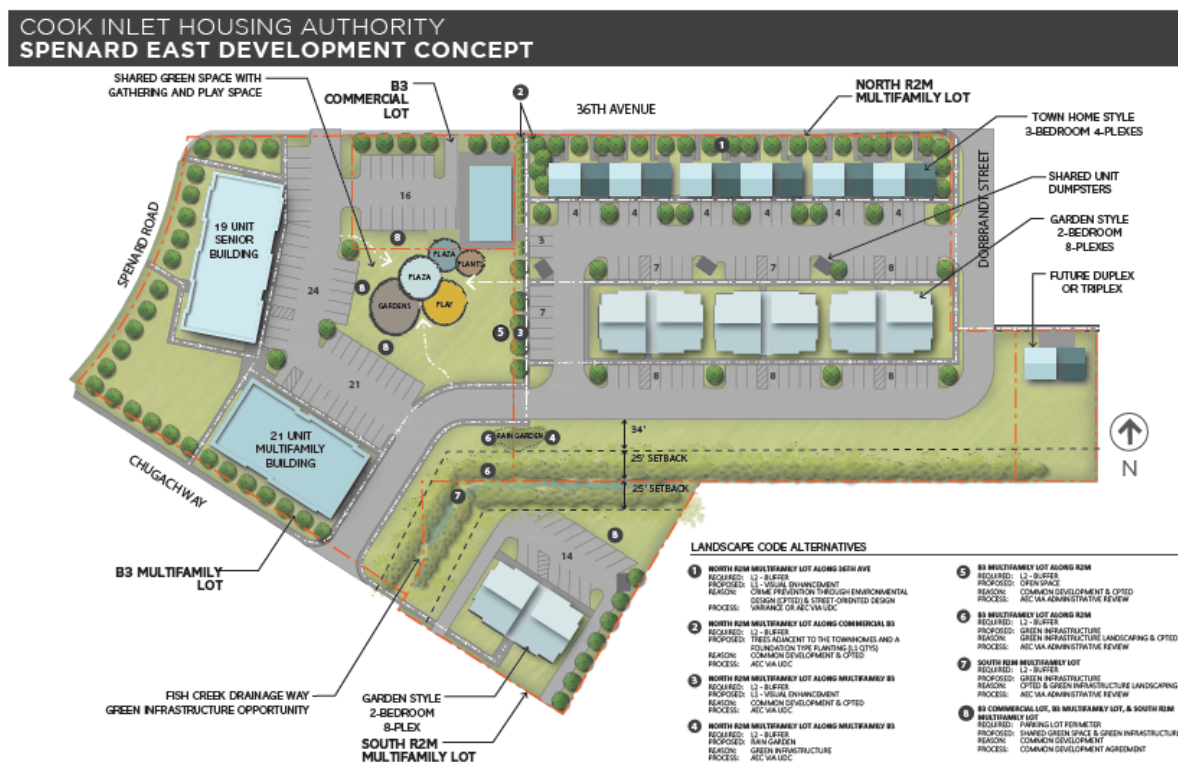 COOK INLET HOUSING AUTHORITY
SPENARD EAST DEVELOPMENT CONCEPT
SHARED GREEN SPACE WITH
GATHERING AND PLAY SPACE
B3
COMMERCIAL
LOT
2
36TH AVENUE
NORTH R2M
MULTIFAMILY LOT
TOWN HOME STYLE
3-BEDROOM 4-PLEXES
1
SHARED UNIT
DUMPSTERS
DORBRANDT STREET
GARDEN STYLE
2-BEDROOM
8-PLEXES
FUTURE DUPLEX
OR TRIPLEX
SPENARD ROAD
19 UNIT
SENIOR
BUILDING
16
4 4 4 4 4 4
3
8
PLAZA
PLANTS
PLAZA
7 7 8
24
8
GARDENS
PLAY
7
5 3
8
21
8 8 8
21 UNIT
MULTIFAMILY
BUILDING
CHUGACH WAY
6 RAIN GARDEN 4
34'
25' SETBACK
6
25' SETBACK
7
8
14
N
B3 MULTIFAMILY
LOT
FISH CREEK DRAINAGE WAY
GREEN INFRASTRUCTURE OPPORTUNITY
GARDEN STYLE
2-BEDROOM
8-PLEX
SOUTH R2M
MULTIFAMILY LOT
LANDSCAPE CODE ALTERNATIVES
1 NORTH R2M MULTIFAMILY LOT ALONG 36TH AVE
REQUIRED: L2 - BUFFER
PROPOSED: L1 - VISUAL ENHANCEMENT
REASON: CRIME PREVENTION THROUGH ENVIRONMENTAL
DESIGN (CPTED) & STREET-ORIENTED DESIGN
PROCESS: VARIANCE OR AEC VIA UDC
2 NORTH R2M MULTIFAMILY LOT ALONG COMMERCIAL B3
REQUIRED: L2 - BUFFER
PROPOSED: TREES ADJACENT TO THE TOWNHOMES AND A
FOUNDATION TYPE PLANTING (L1 QTYS)
REASON: COMMON DEVELOPMENT & CPTED
PROCESS: AEC VIA UDC
3 NORTH R2M MULTIFAMILY LOT ALONG MULTIFAMILY B3
REQUIRED: L2 - BUFFER
PROPOSED: L1 - VISUAL ENHANCEMENT
REASON: COMMON DEVELOPMENT & CPTED
PROCESS: AEC VIA UDC
4 NORTH R2M MULTIFAMILY LOT ALONG MULTIFAMILY B3
REQUIRED: L2 - BUFFER
PROPOSED: RAIN GARDEN
REASON: GREEN INFRASTRUCTURE
PROCESS: AEC VIA UDC
5 B3 MULTIFAMILY LOT ALONG R2M
REQUIRED: L2 - BUFFER
PROPOSED: OPEN SPACE
REASON: COMMON DEVELOPMENT & CPTED
PROCESS: AEC VIA ADMINISTRATIVE REVIEW
6 B3 MULTIFAMILY LOT ALONG R2M
REQUIRED: L2 - BUFFER
PROPOSED: GREEN INFRASTRUCTURE
REASON: GREEN INFRASTRUCTURE LANDSCAPING & CPTED
PROCESS: AEC VIA ADMINISTRATIVE REVIEW
7 SOUTH R2M MULTIFAMILY LOT
REQUIRED: L2 - BUFFER
PROPOSED: GREEN INFRASTRUCTURE
REASON: CPTED & GREEN INFRASTRUCTURE LANDSCAPING
PROCESS: AEC VIA ADMINISTRATIVE REVIEW
8 B3 COMMERCIAL LOT, B3 MULTIFAMILY LOT, & SOUTH R2M
MULTIFAMILY LOT
REQUIRED: PARKING LOT PERIMETER
PROPOSED: SHARED GREEN SPACE & GREEN INFRASTRUCTURE
REASON: COMMON DEVELOPMENT
PROCESS: COMMON DEVELOPMENT AGREEMENT